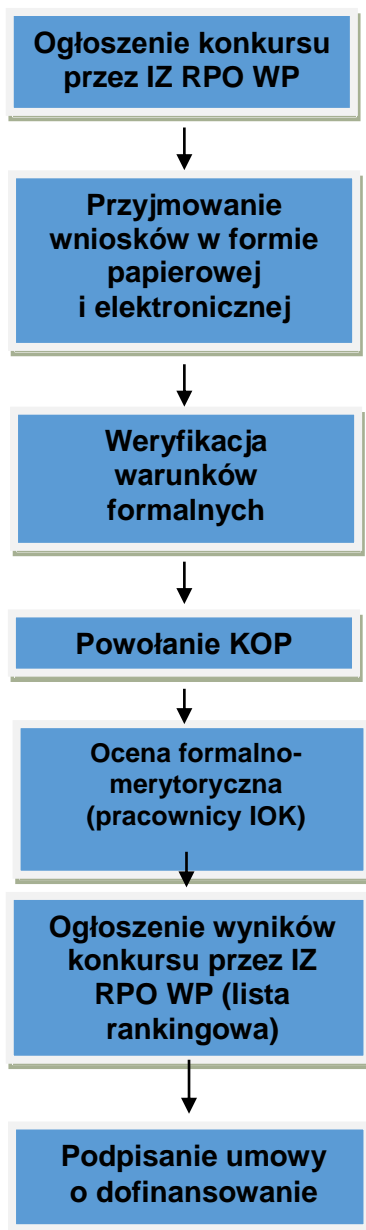 Ogłoszenie konkursu
przez IZ RPO WP
Przyjmowanie
wniosków w formie
papierowej
i elektronicznej
Weryfikacja
warunków
formalnych
Powołanie KOP
Ocena formalno-
merytoryczna
(pracownicy IOK)
Ogłoszenie wyników
konkursu przez IZ
RPO WP (lista
rankingowa)
Podpisanie umowy
o dofinansowanie